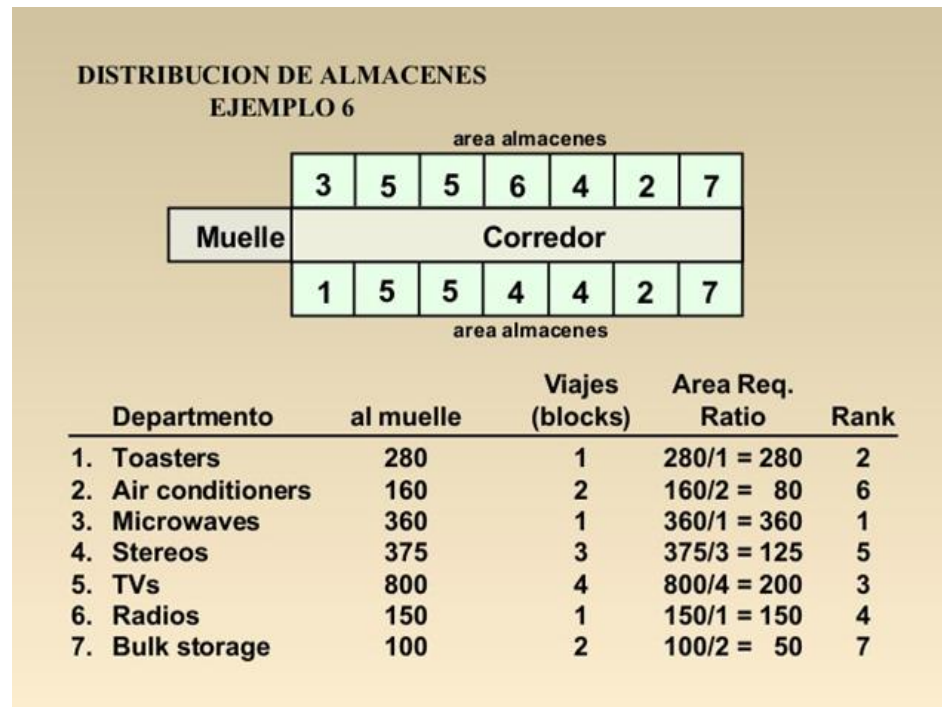 DISTRIBUCION DE ALMACENES
EJEMPLO 6
area almacenes
3 5 5 6 4 2 7
Muelle Corredor
1 5 5 4 4 2 7
area almacenes
Viajes Area Req.
Departmento al muelle (blocks) Ratio Rank
1. Toasters 280 1 280/1 = 280 2
2. Air conditioners 160 2 160/2 = 80 6
3. Microwaves 360 1 360/1 = 360 1
4. Stereos 375 3 375/3 = 125 5
5. TVs 800 4 800/4 = 200 3
6. Radios 150 1 150/1 = 150 4
7. Bulk storage 100 2 100/2 = 50 7